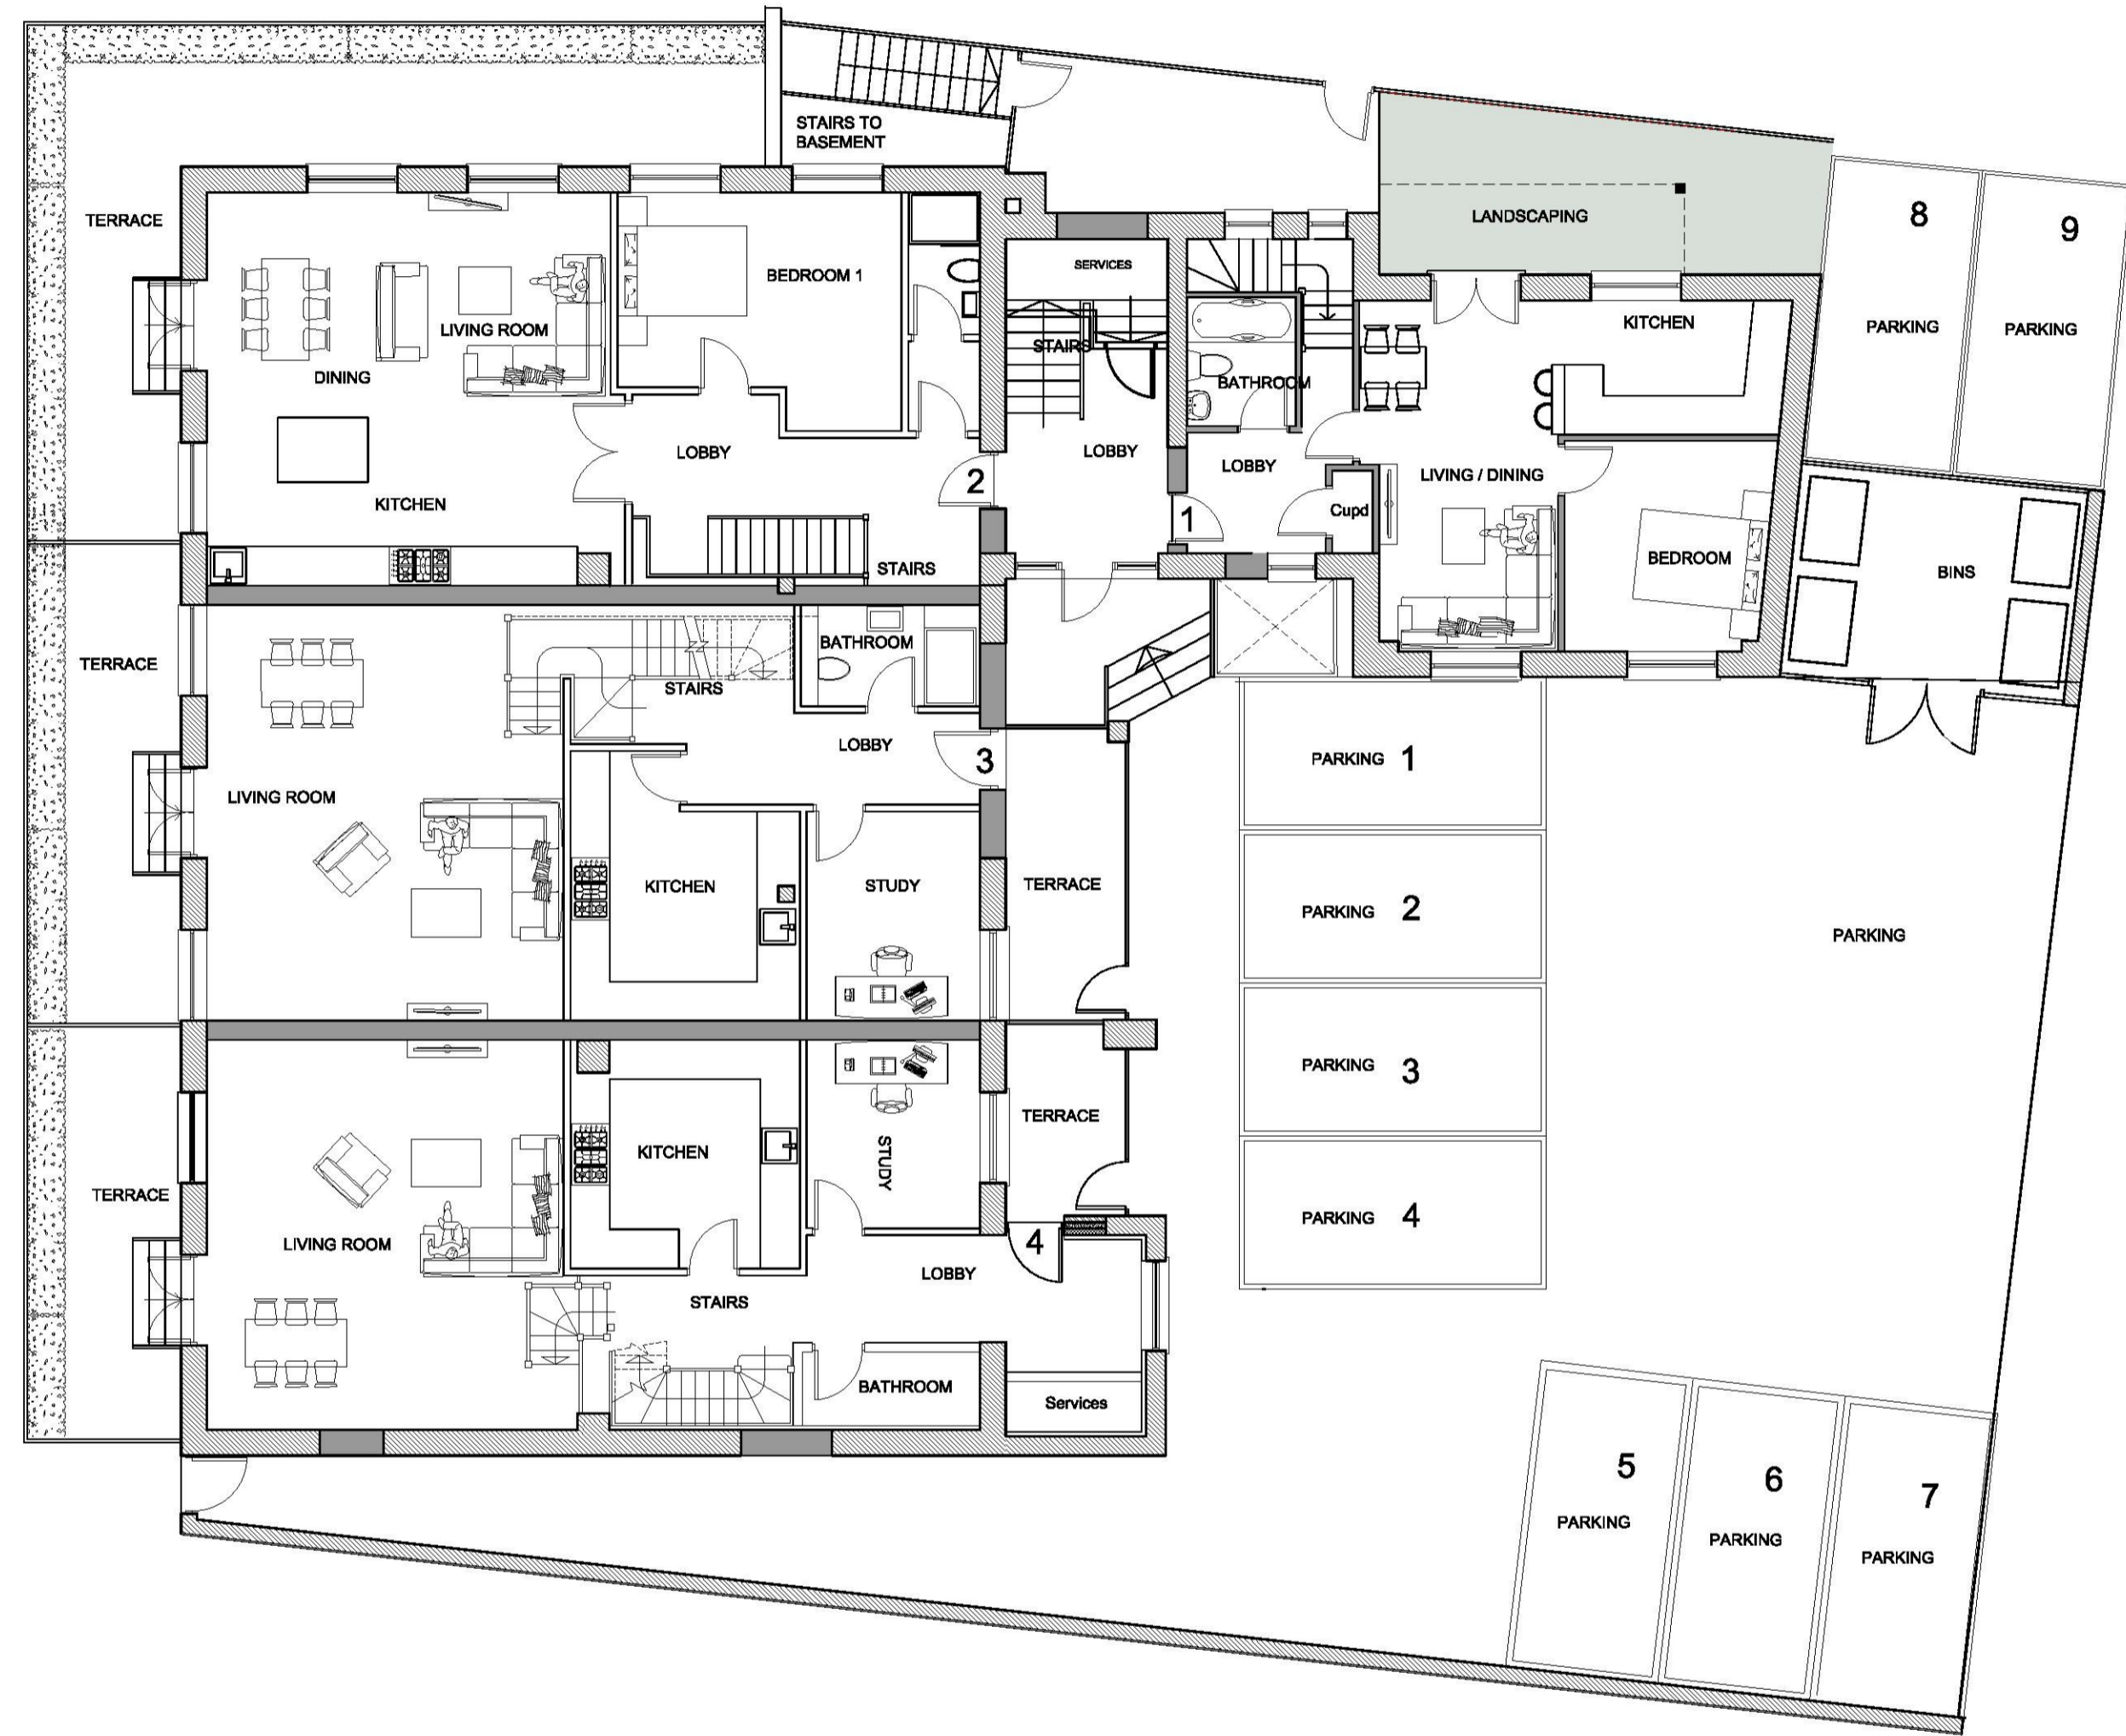 STAIRS TO
BASEMENT
TERRACE
BEDROOM 1
LIVING ROOM
DINING
KITCHEN
LOBBY
STAIRS
2
SERVICES
STAIRS
LOBBY
BATHROOM
LOBBY
1
Cupd
LANDSCAPING
KITCHEN
LIVING / DINING
BEDROOM
8
PARKING
9
PARKING
BINS
TERRACE
BATHROOM
STAIRS
LOBBY
3
LIVING ROOM
KITCHEN
STUDY
TERRACE
PARKING 1
PARKING 2
PARKING 3
PARKING 4
PARKING
TERRACE
LIVING ROOM
KITCHEN
STUDY
TERRACE
4
LOBBY
STAIRS
BATHROOM
Services
5
PARKING
6
PARKING
7
PARKING